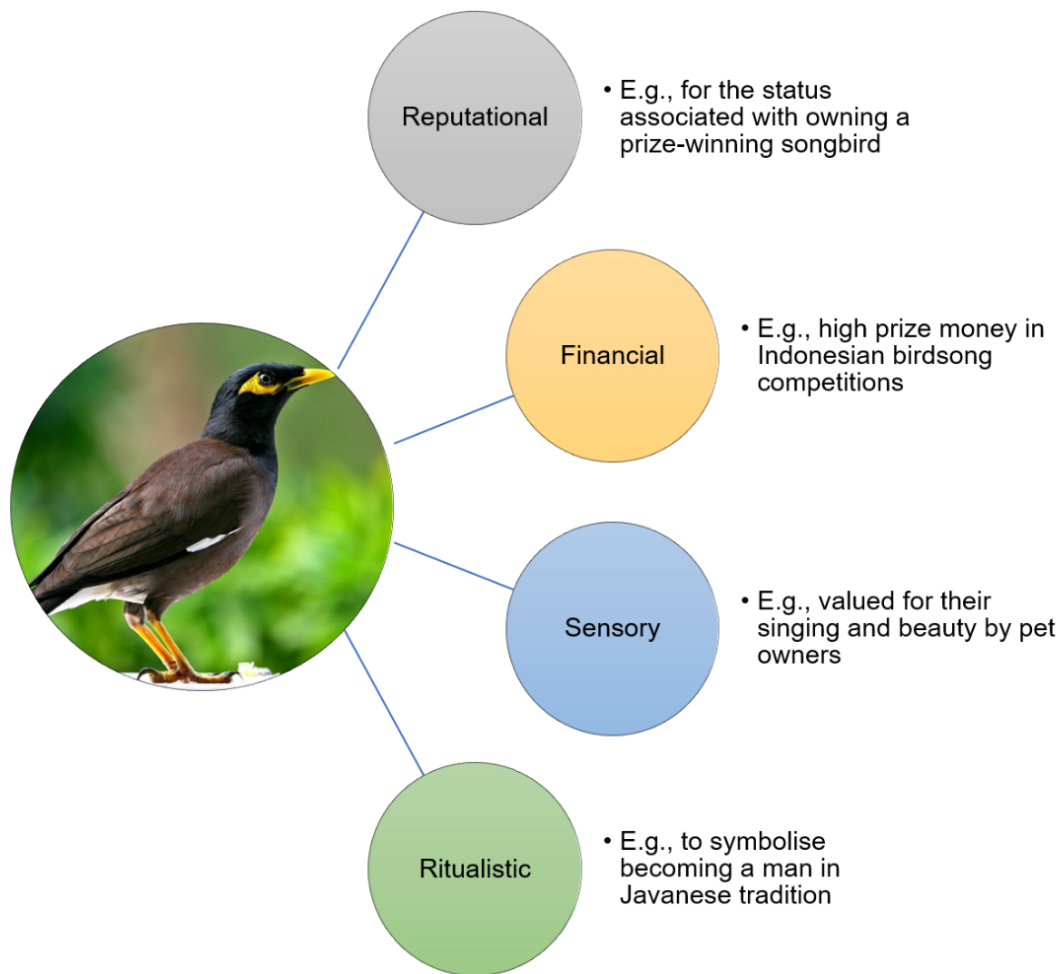 Reputational
• E.g., for the status
associated with owning a
prize-winning songbird
Financial
• E.g., high prize money in
Indonesian birdsong
competitions
Sensory
• E.g., valued for their
singing and beauty by pet
owners
Ritualistic
• E.g., to symbolise
becoming a man in
Javanese tradition